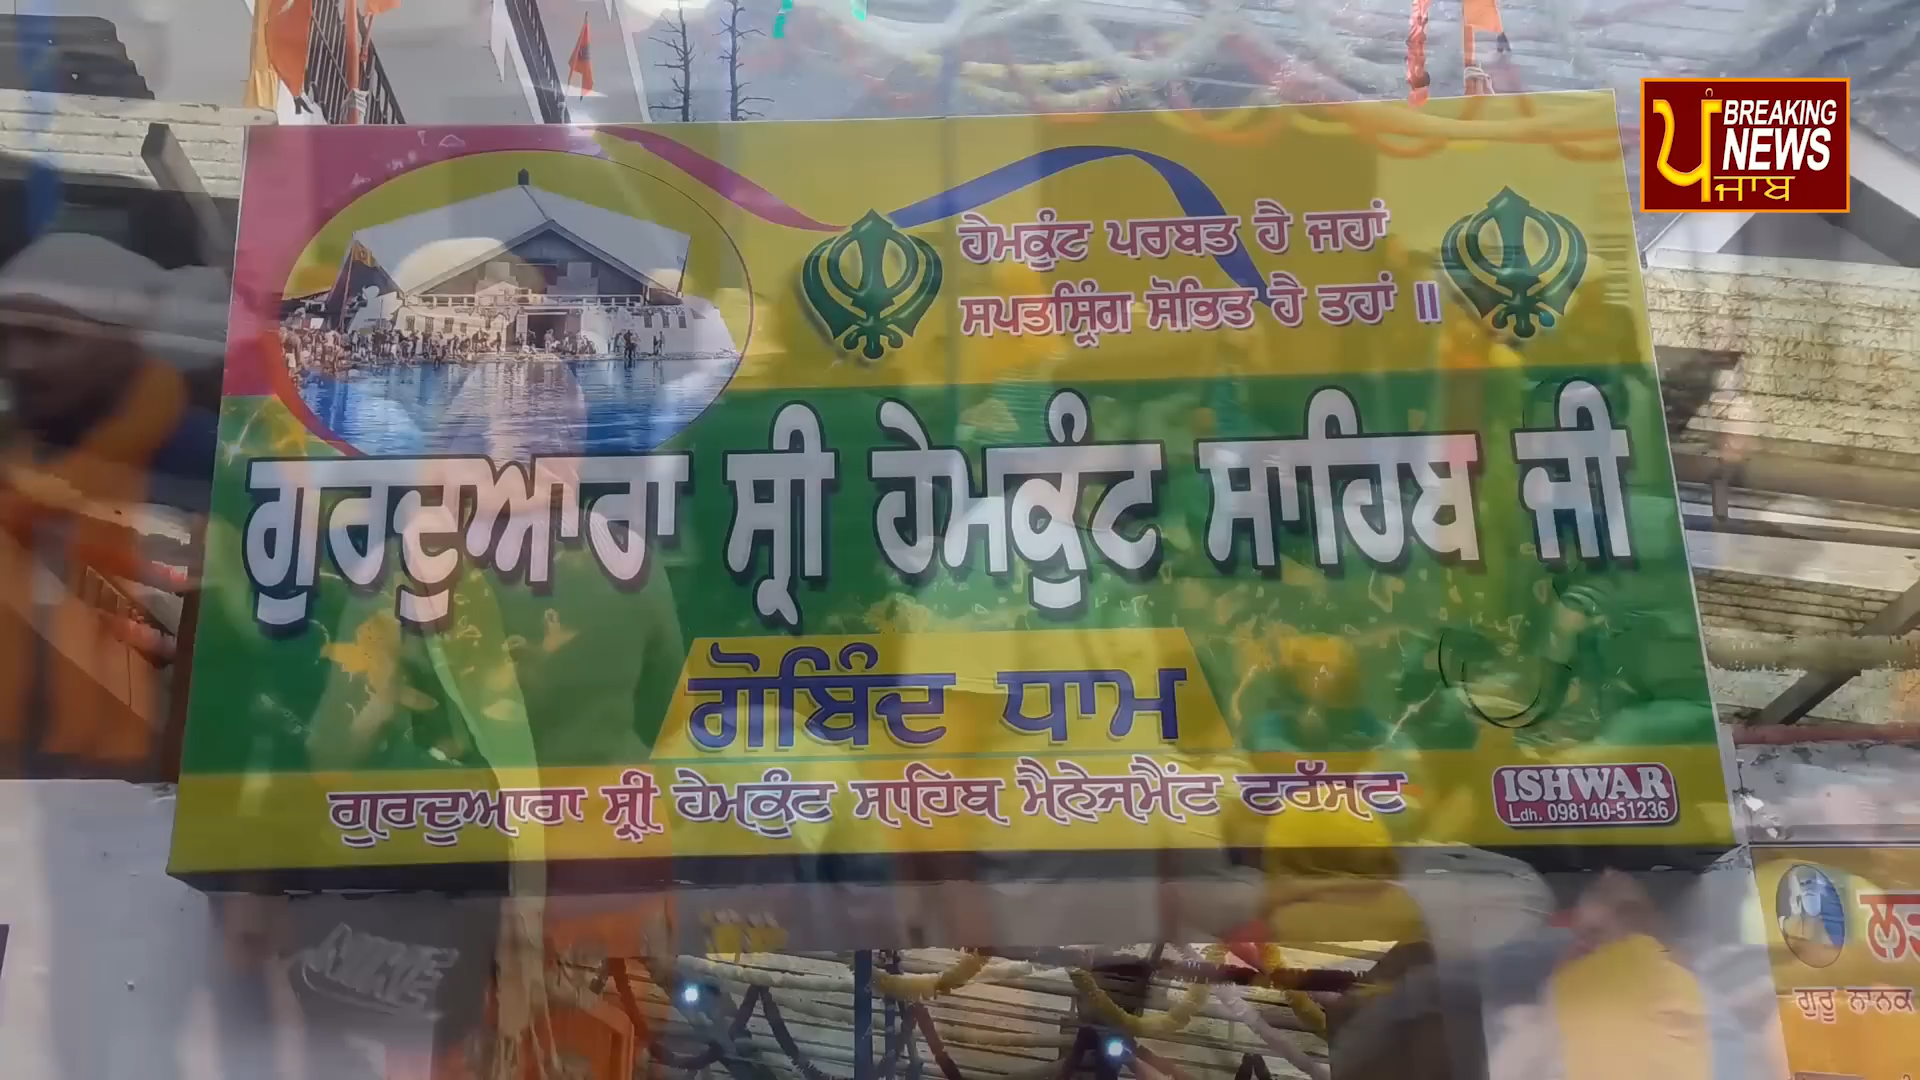 ਪੰਜਾਬ
BREAKING
NEWS
ਹੇਮਕੁੰਟ ਪਰਬਤ ਹੈ ਜਹਾਂ
ਸਪਤਸ੍ਰਿੰਗ ਸੋਭਿਤ ਹੈ ਤਹਾਂ ॥
ਗੁਰਦੁਆਰਾ ਸ੍ਰੀ ਹੇਮਕੁੰਟ ਸਾਹਿਬ ਜੀ
ਗੋਬਿੰਦ ਧਾਮ
ਗੁਰਦੁਆਰਾ ਸ੍ਰੀ ਹੇਮਕੁੰਟ ਸਾਹਿਬ ਮੈਨੇਜਮੈਂਟ ਟਰੱਸਟ
ISHWAR
Ldh. 098140-51236
ਗੁਰੂ ਨਾਨਕ